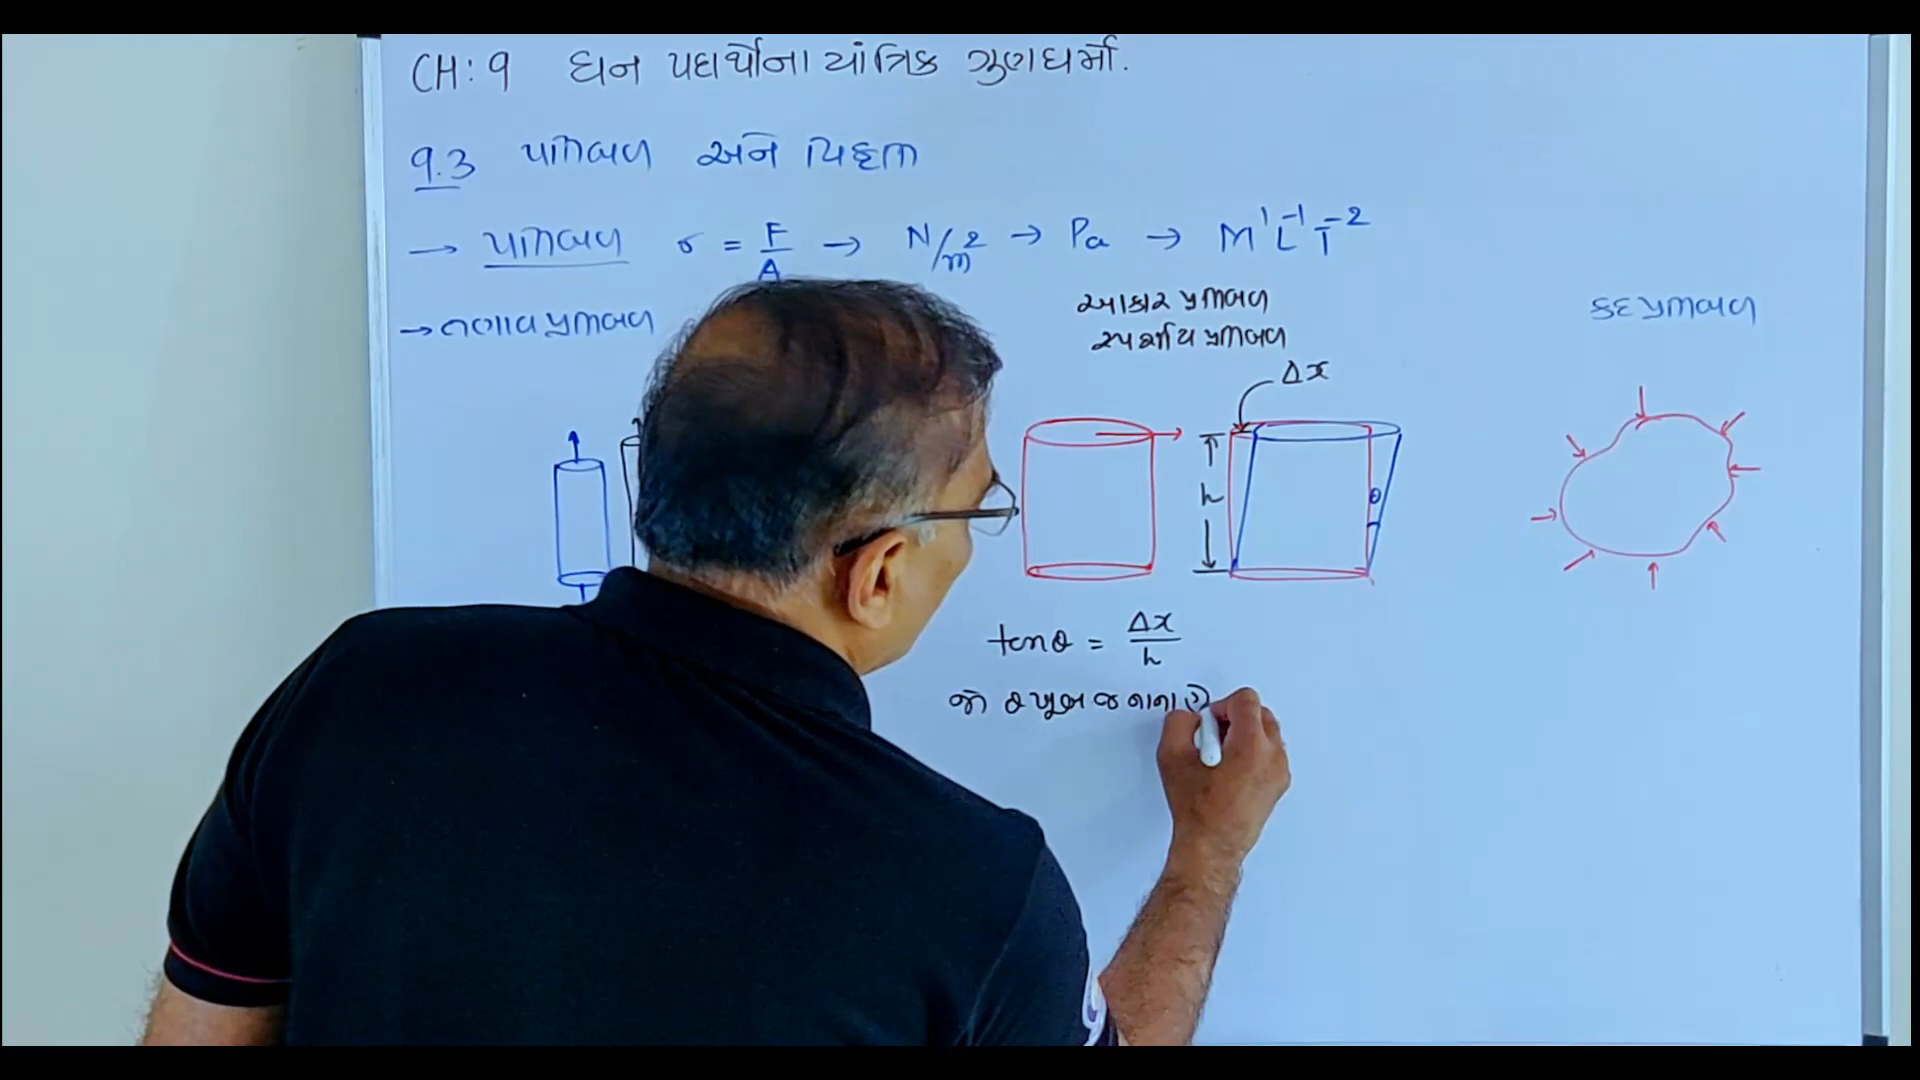 CH: 9 ઘન પદાર્થોના યાંત્રિક ગુણધર્મો.
9.3 પ્રતિબળ અને વિકૃતિ
→ પ્રતિબળ σ = F/A → N/m² → Pa → M¹L⁻¹T⁻²
→ તણાવ પ્રતિબળ
આકાર પ્રતિબળ
સ્પર્શીય પ્રતિબળ
કદ પ્રતિબળ
Δx
h
θ
tanθ = Δx/h
જો θ ખૂબ જ નાના